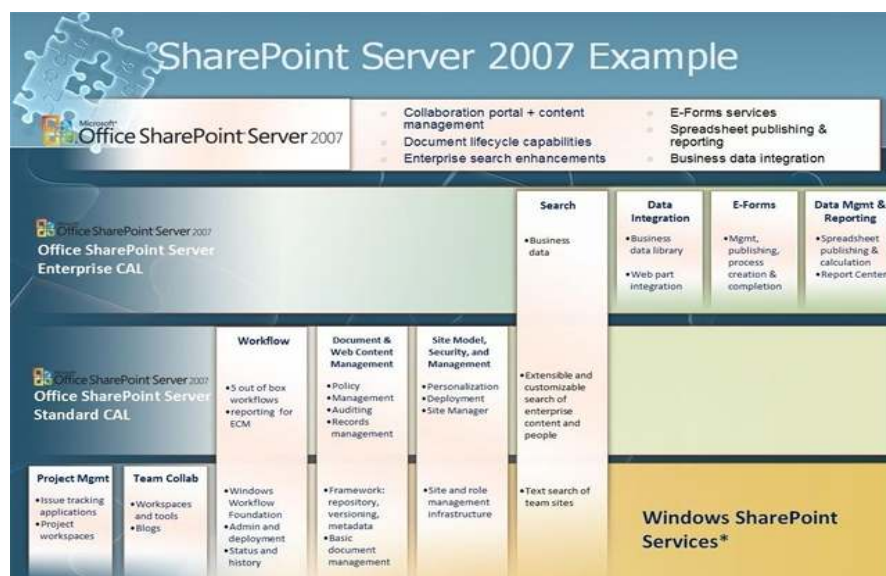 SharePoint Server 2007 Example
Microsoft®
Office SharePoint Server 2007
Collaboration portal + content
management
Document lifecycle capabilities
Enterprise search enhancements
E-Forms services
Spreadsheet publishing &
reporting
Business data integration
Office SharePoint Server 2007
Office SharePoint Server
Enterprise CAL
Search
•Business
data
Data
Integration
•Business
data library
•Web part
integration
E-Forms
•Mgmt,
publishing,
process
creation &
completion
Data Mgmt &
Reporting
•Spreadsheet
publishing &
calculation
•Report Center
Office SharePoint Server 2007
Office SharePoint Server
Standard CAL
Workflow
•5 out of box
workflows
•reporting for
ECM
Document &
Web Content
Management
•Policy
•Management
•Auditing
•Records
management
Site Model,
Security, and
Management
•Personalization
•Deployment
•Site Manager
•Extensible and
customizable
search of
enterprise
content and
people
Project Mgmt
•Issue tracking
applications
•Project
workspaces
Team Collab
•Workspaces
and tools
•Blogs
•Windows
Workflow
Foundation
•Admin and
deployment
•Status and
history
•Framework:
repository,
versioning,
metadata
•Basic
document
management
•Site and role
management
infrastructure
•Text search of
team sites
Windows SharePoint
Services*